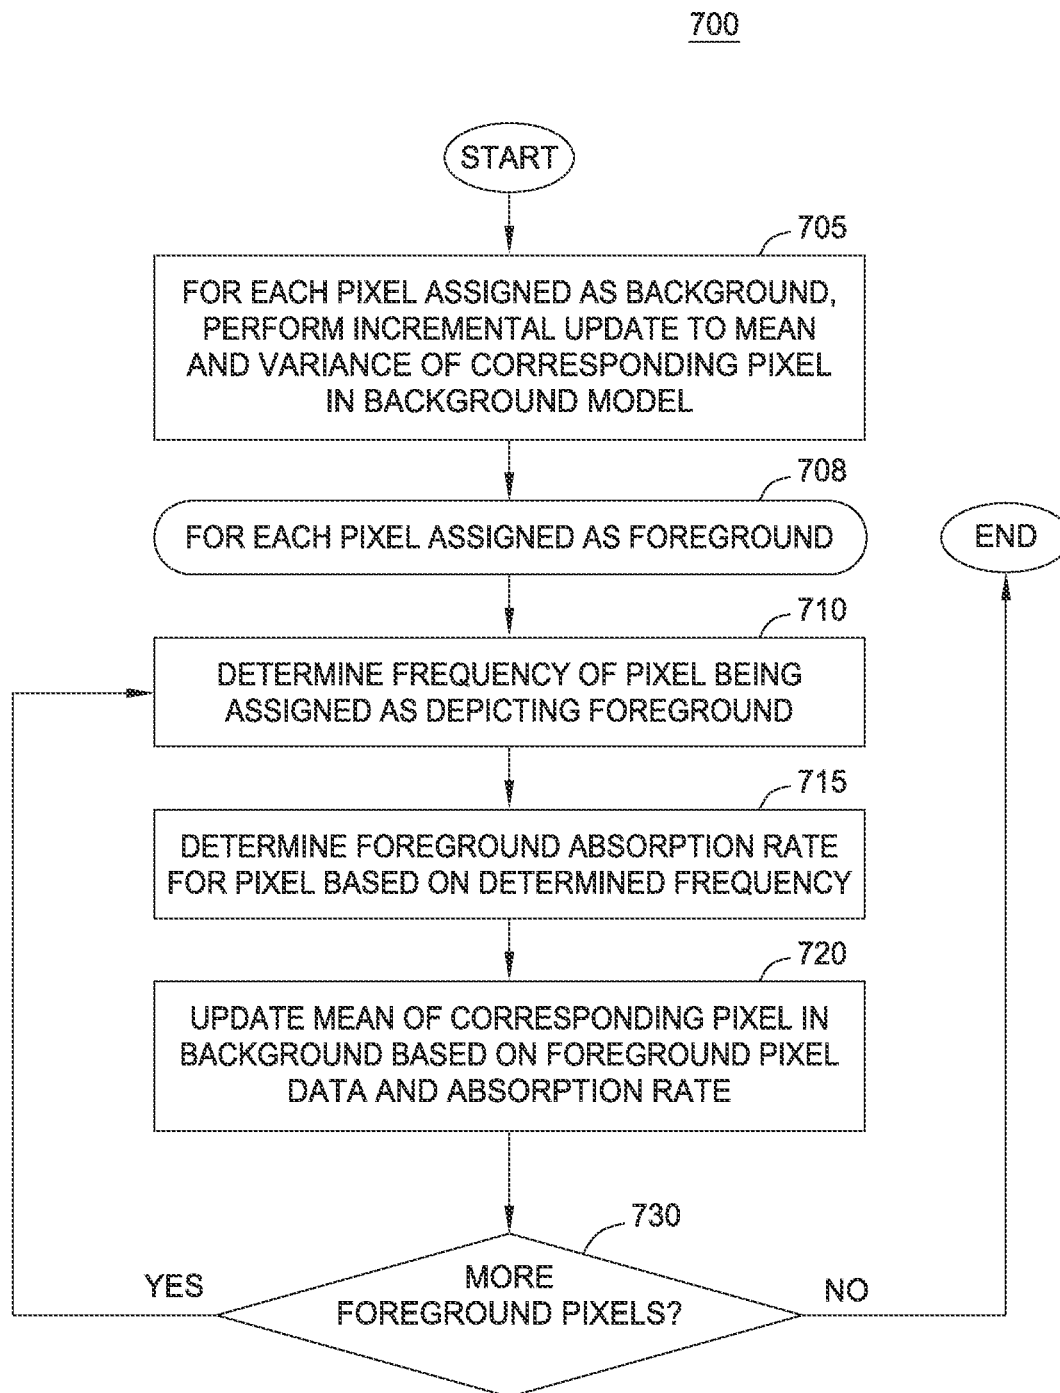 700
START
705
FOR EACH PIXEL ASSIGNED AS BACKGROUND,
PERFORM INCREMENTAL UPDATE TO MEAN
AND VARIANCE OF CORRESPONDING PIXEL
IN BACKGROUND MODEL
708
FOR EACH PIXEL ASSIGNED AS FOREGROUND
END
710
DETERMINE FREQUENCY OF PIXEL BEING
ASSIGNED AS DEPICTING FOREGROUND
715
DETERMINE FOREGROUND ABSORPTION RATE
FOR PIXEL BASED ON DETERMINED FREQUENCY
720
UPDATE MEAN OF CORRESPONDING PIXEL IN
BACKGROUND BASED ON FOREGROUND PIXEL
DATA AND ABSORPTION RATE
730
YES
MORE
FOREGROUND PIXELS?
NO